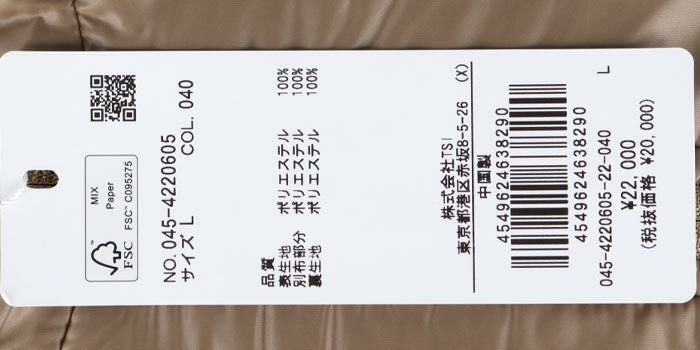 MIX
Paper
FSC™ C095275
FSC
NO. 045-4220605
サイズ L COL. 040
品質
表生地 ポリエステル 100%
別布部分 ポリエステル 100%
裏生地 ポリエステル 100%
株式会社TSI
東京都港区赤坂8-5-26 (X)
中国製
4549624638290
4549624638290
045-4220605-22-040 L
¥22,000
(税抜価格 ¥20,000)